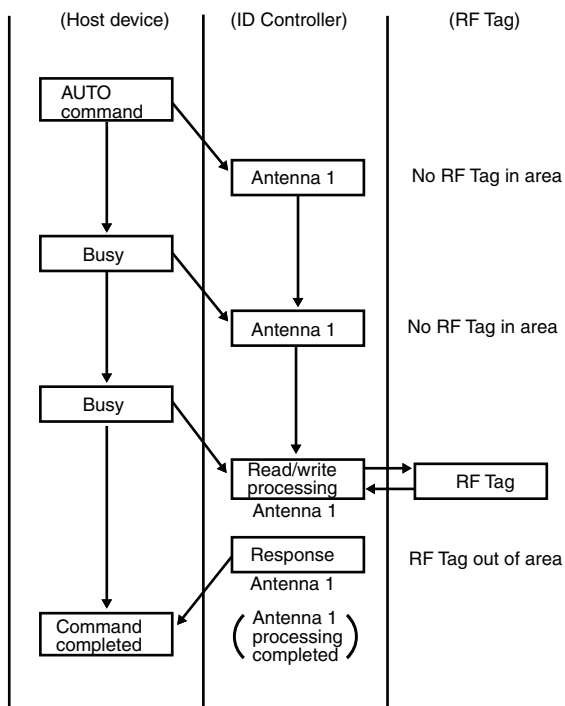 (Host device) (ID Controller) (RF Tag)
AUTO
command
Antenna 1 No RF Tag in area
Busy
Antenna 1 No RF Tag in area
Busy
Read/write
processing
RF Tag
Antenna 1
Response RF Tag out of area
Antenna 1
Command
completed
(Antenna 1
processing
completed)